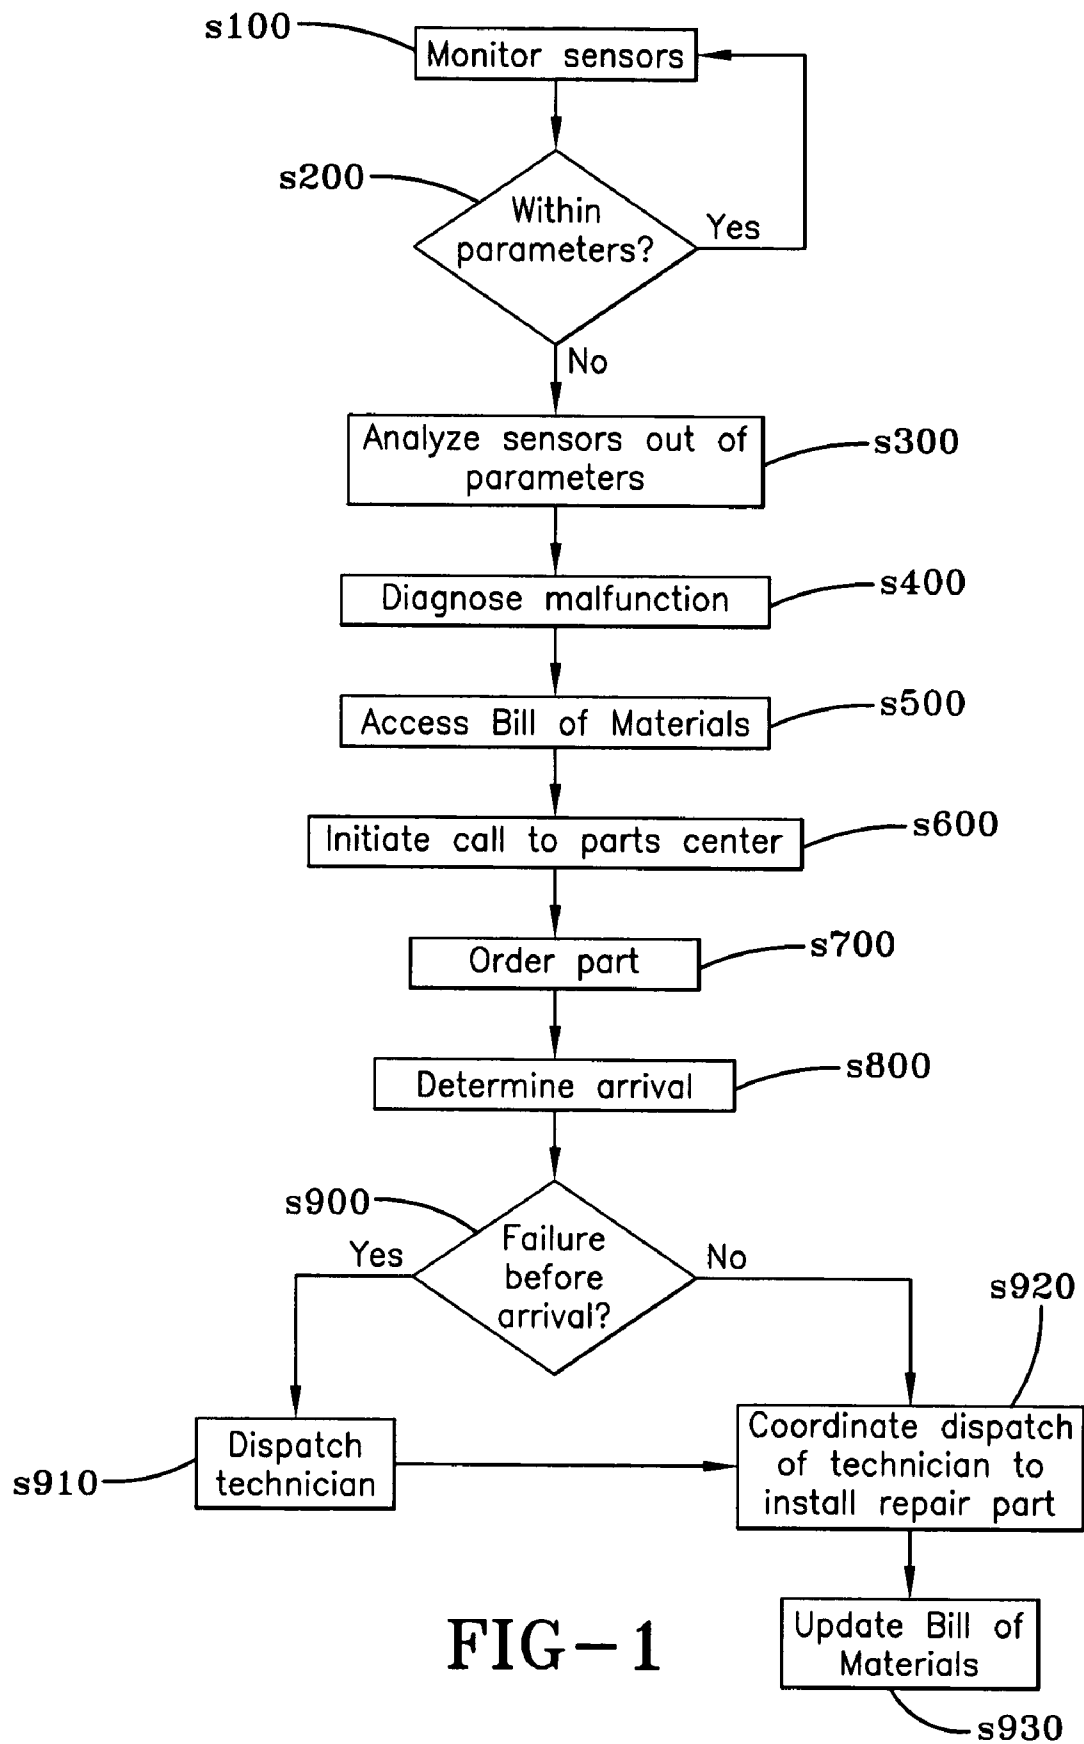 s100
Monitor sensors
s200
Within
parameters?
Yes
No
Analyze sensors out of
parameters
s300
Diagnose malfunction
s400
Access Bill of Materials
s500
Initiate call to parts center
s600
Order part
s700
Determine arrival
s800
s900
Failure
before
arrival?
Yes
No
s920
Dispatch
technician
s910
Coordinate dispatch
of technician to
install repair part
Update Bill of
Materials
s930
FIG-1